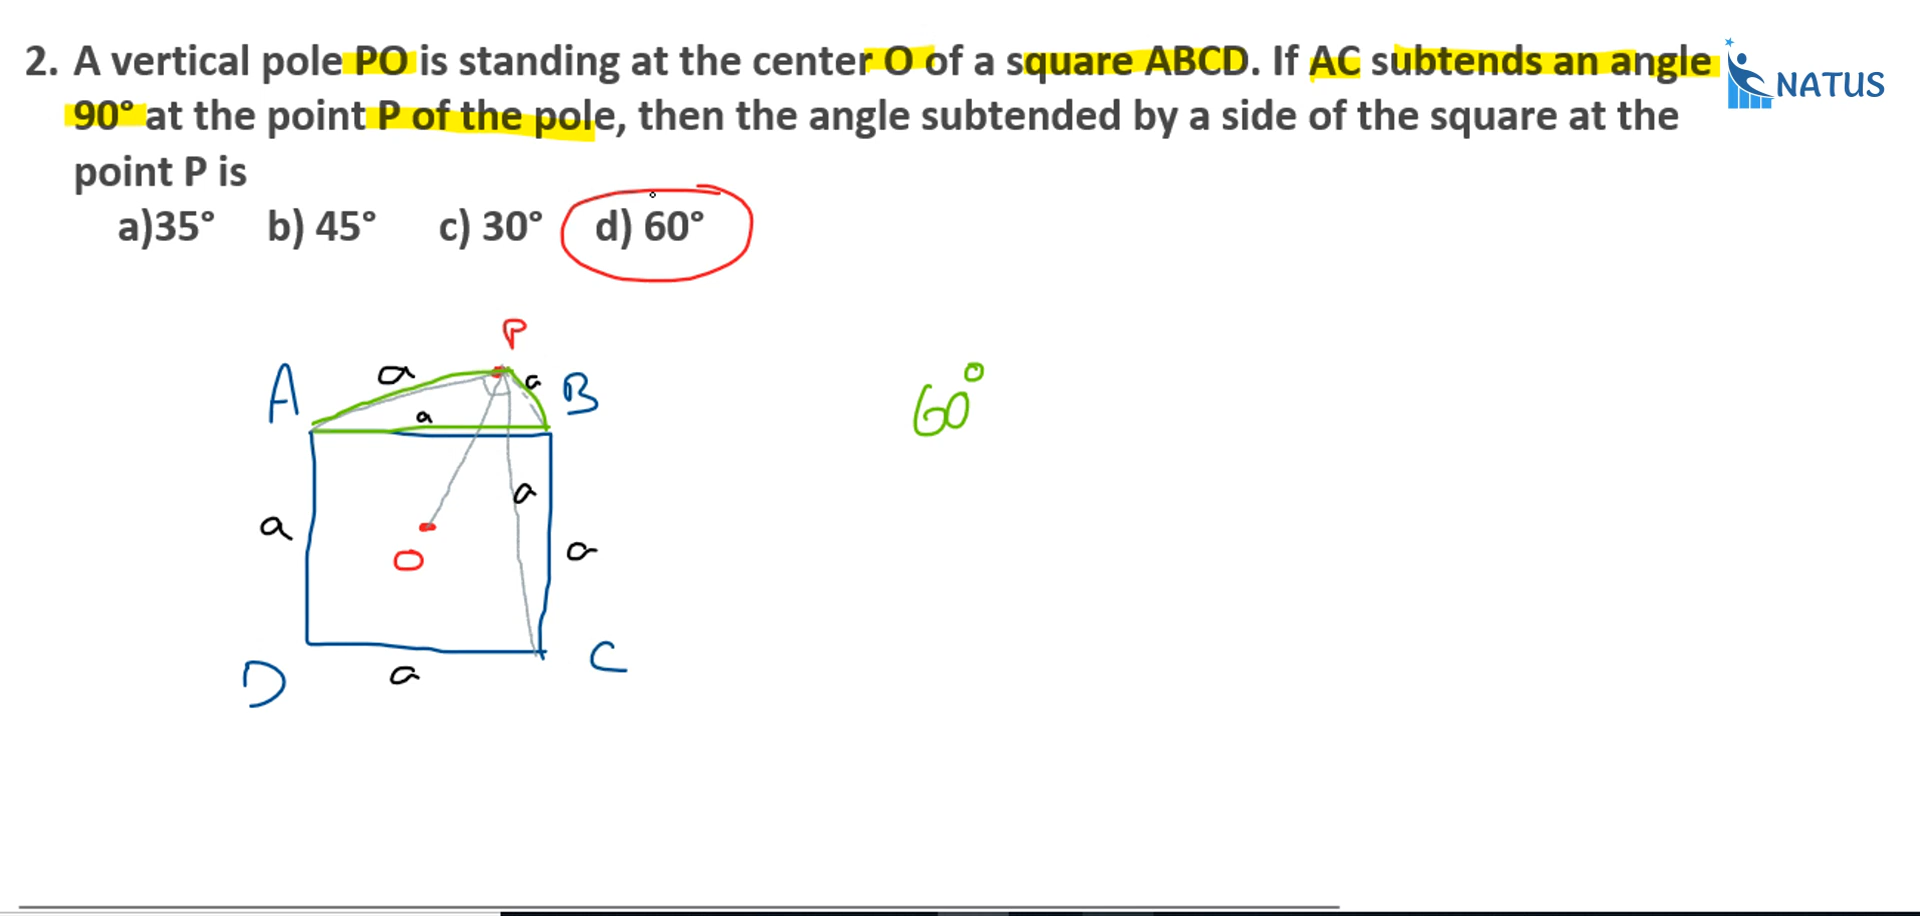 2. A vertical pole PO is standing at the center O of a square ABCD. If AC subtends an angle
90° at the point P of the pole, then the angle subtended by a side of the square at the
point P is
a)35° b) 45° c) 30° d) 60°
NATUS
P
A a a B
a
60°
a
a a
O
D a C